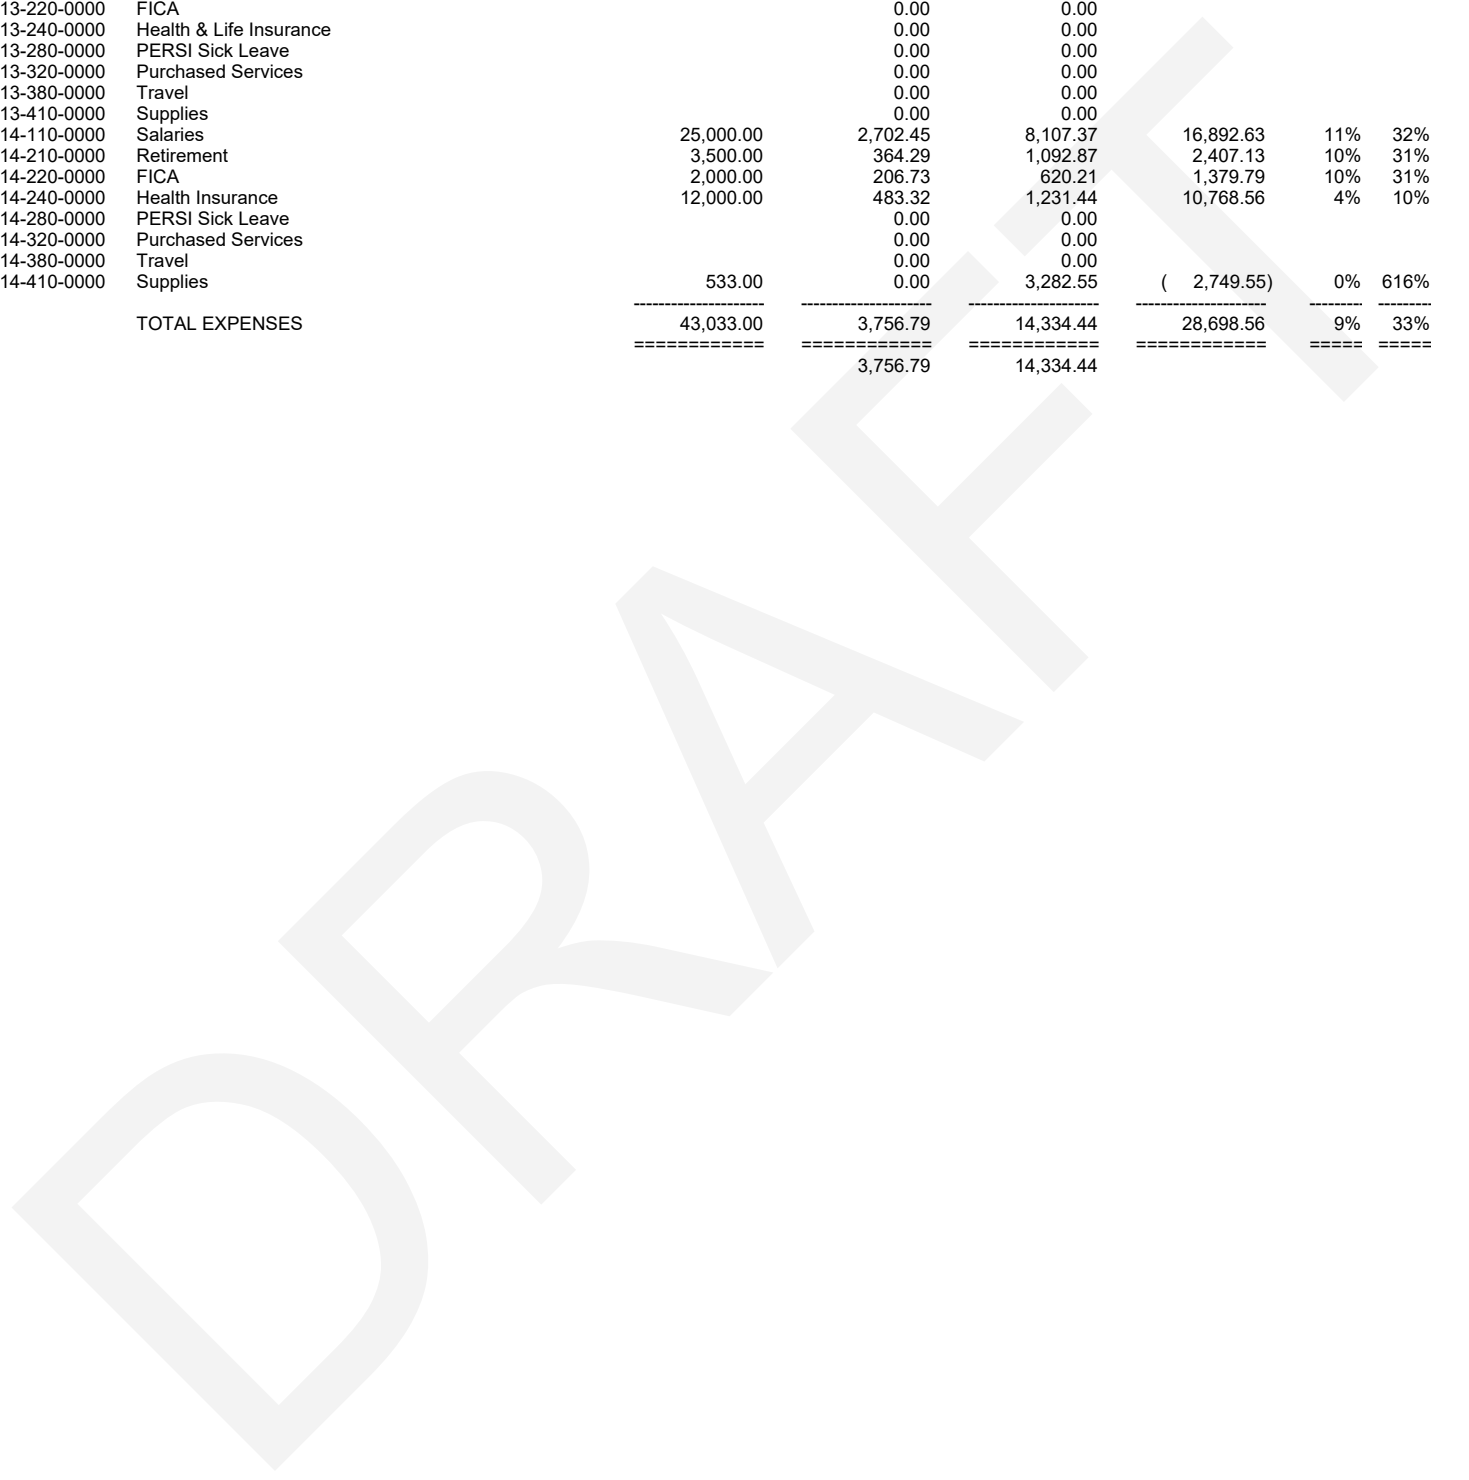 13-220-0000 FICA 0.00 0.00
13-240-0000 Health & Life Insurance 0.00 0.00
13-280-0000 PERSI Sick Leave 0.00 0.00
13-320-0000 Purchased Services 0.00 0.00
13-380-0000 Travel 0.00 0.00
13-410-0000 Supplies 0.00 0.00
14-110-0000 Salaries 25,000.00 2,702.45 8,107.37 16,892.63 11% 32%
14-210-0000 Retirement 3,500.00 364.29 1,092.87 2,407.13 10% 31%
14-220-0000 FICA 2,000.00 206.73 620.21 1,379.79 10% 31%
14-240-0000 Health Insurance 12,000.00 483.32 1,231.44 10,768.56 4% 10%
14-280-0000 PERSI Sick Leave 0.00 0.00
14-320-0000 Purchased Services 0.00 0.00
14-380-0000 Travel 0.00 0.00
14-410-0000 Supplies 533.00 0.00 3,282.55 ( 2,749.55) 0% 616%
--------------------- --------------------- --------------------- --------------------- -------- --------
TOTAL EXPENSES 43,033.00 3,756.79 14,334.44 28,698.56 9% 33%
============ ============ ============ ============ ===== =====
3,756.79 14,334.44
DRAFT